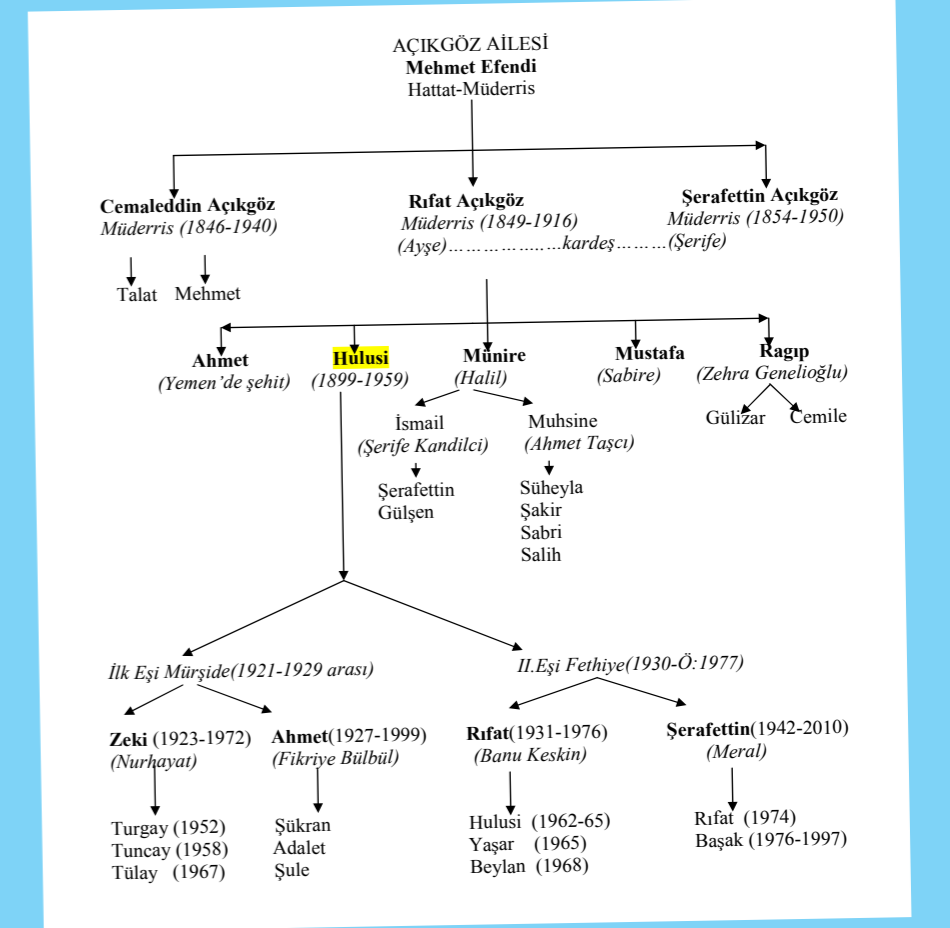 AÇIKGÖZ AİLESİ
Mehmet Efendi
Hattat-Müderris
Cemaleddin Açıkgöz
Müderris (1846-1940)
Rıfat Açıkgöz
Müderris (1849-1916)
(Ayşe)………………..…kardeş………(Şerife)
Şerafettin Açıkgöz
Müderris (1854-1950)
Talat Mehmet
Ahmet
(Yemen’de şehit)
Hulusi
(1899-1959)
Münire
(Halil)
Mustafa
(Sabire)
Ragıp
(Zehra Genelioğlu)
Gülizar Cemile
İsmail
(Şerife Kandilci)
Şerafettin
Gülşen
Muhsine
(Ahmet Taşcı)
Süheyla
Şakir
Sabri
Salih
İlk Eşi Mürşide(1921-1929 arası)
II.Eşi Fethiye(1930-Ö:1977)
Zeki (1923-1972)
(Nurhayat)
Turgay (1952)
Tuncay (1958)
Tülay (1967)
Ahmet(1927-1999)
(Fikriye Bülbül)
Şükran
Adalet
Şule
Rıfat(1931-1976)
(Banu Keskin)
Hulusi (1962-65)
Yaşar (1965)
Beylan (1968)
Şerafettin(1942-2010)
(Meral)
Rıfat (1974)
Başak (1976-1997)